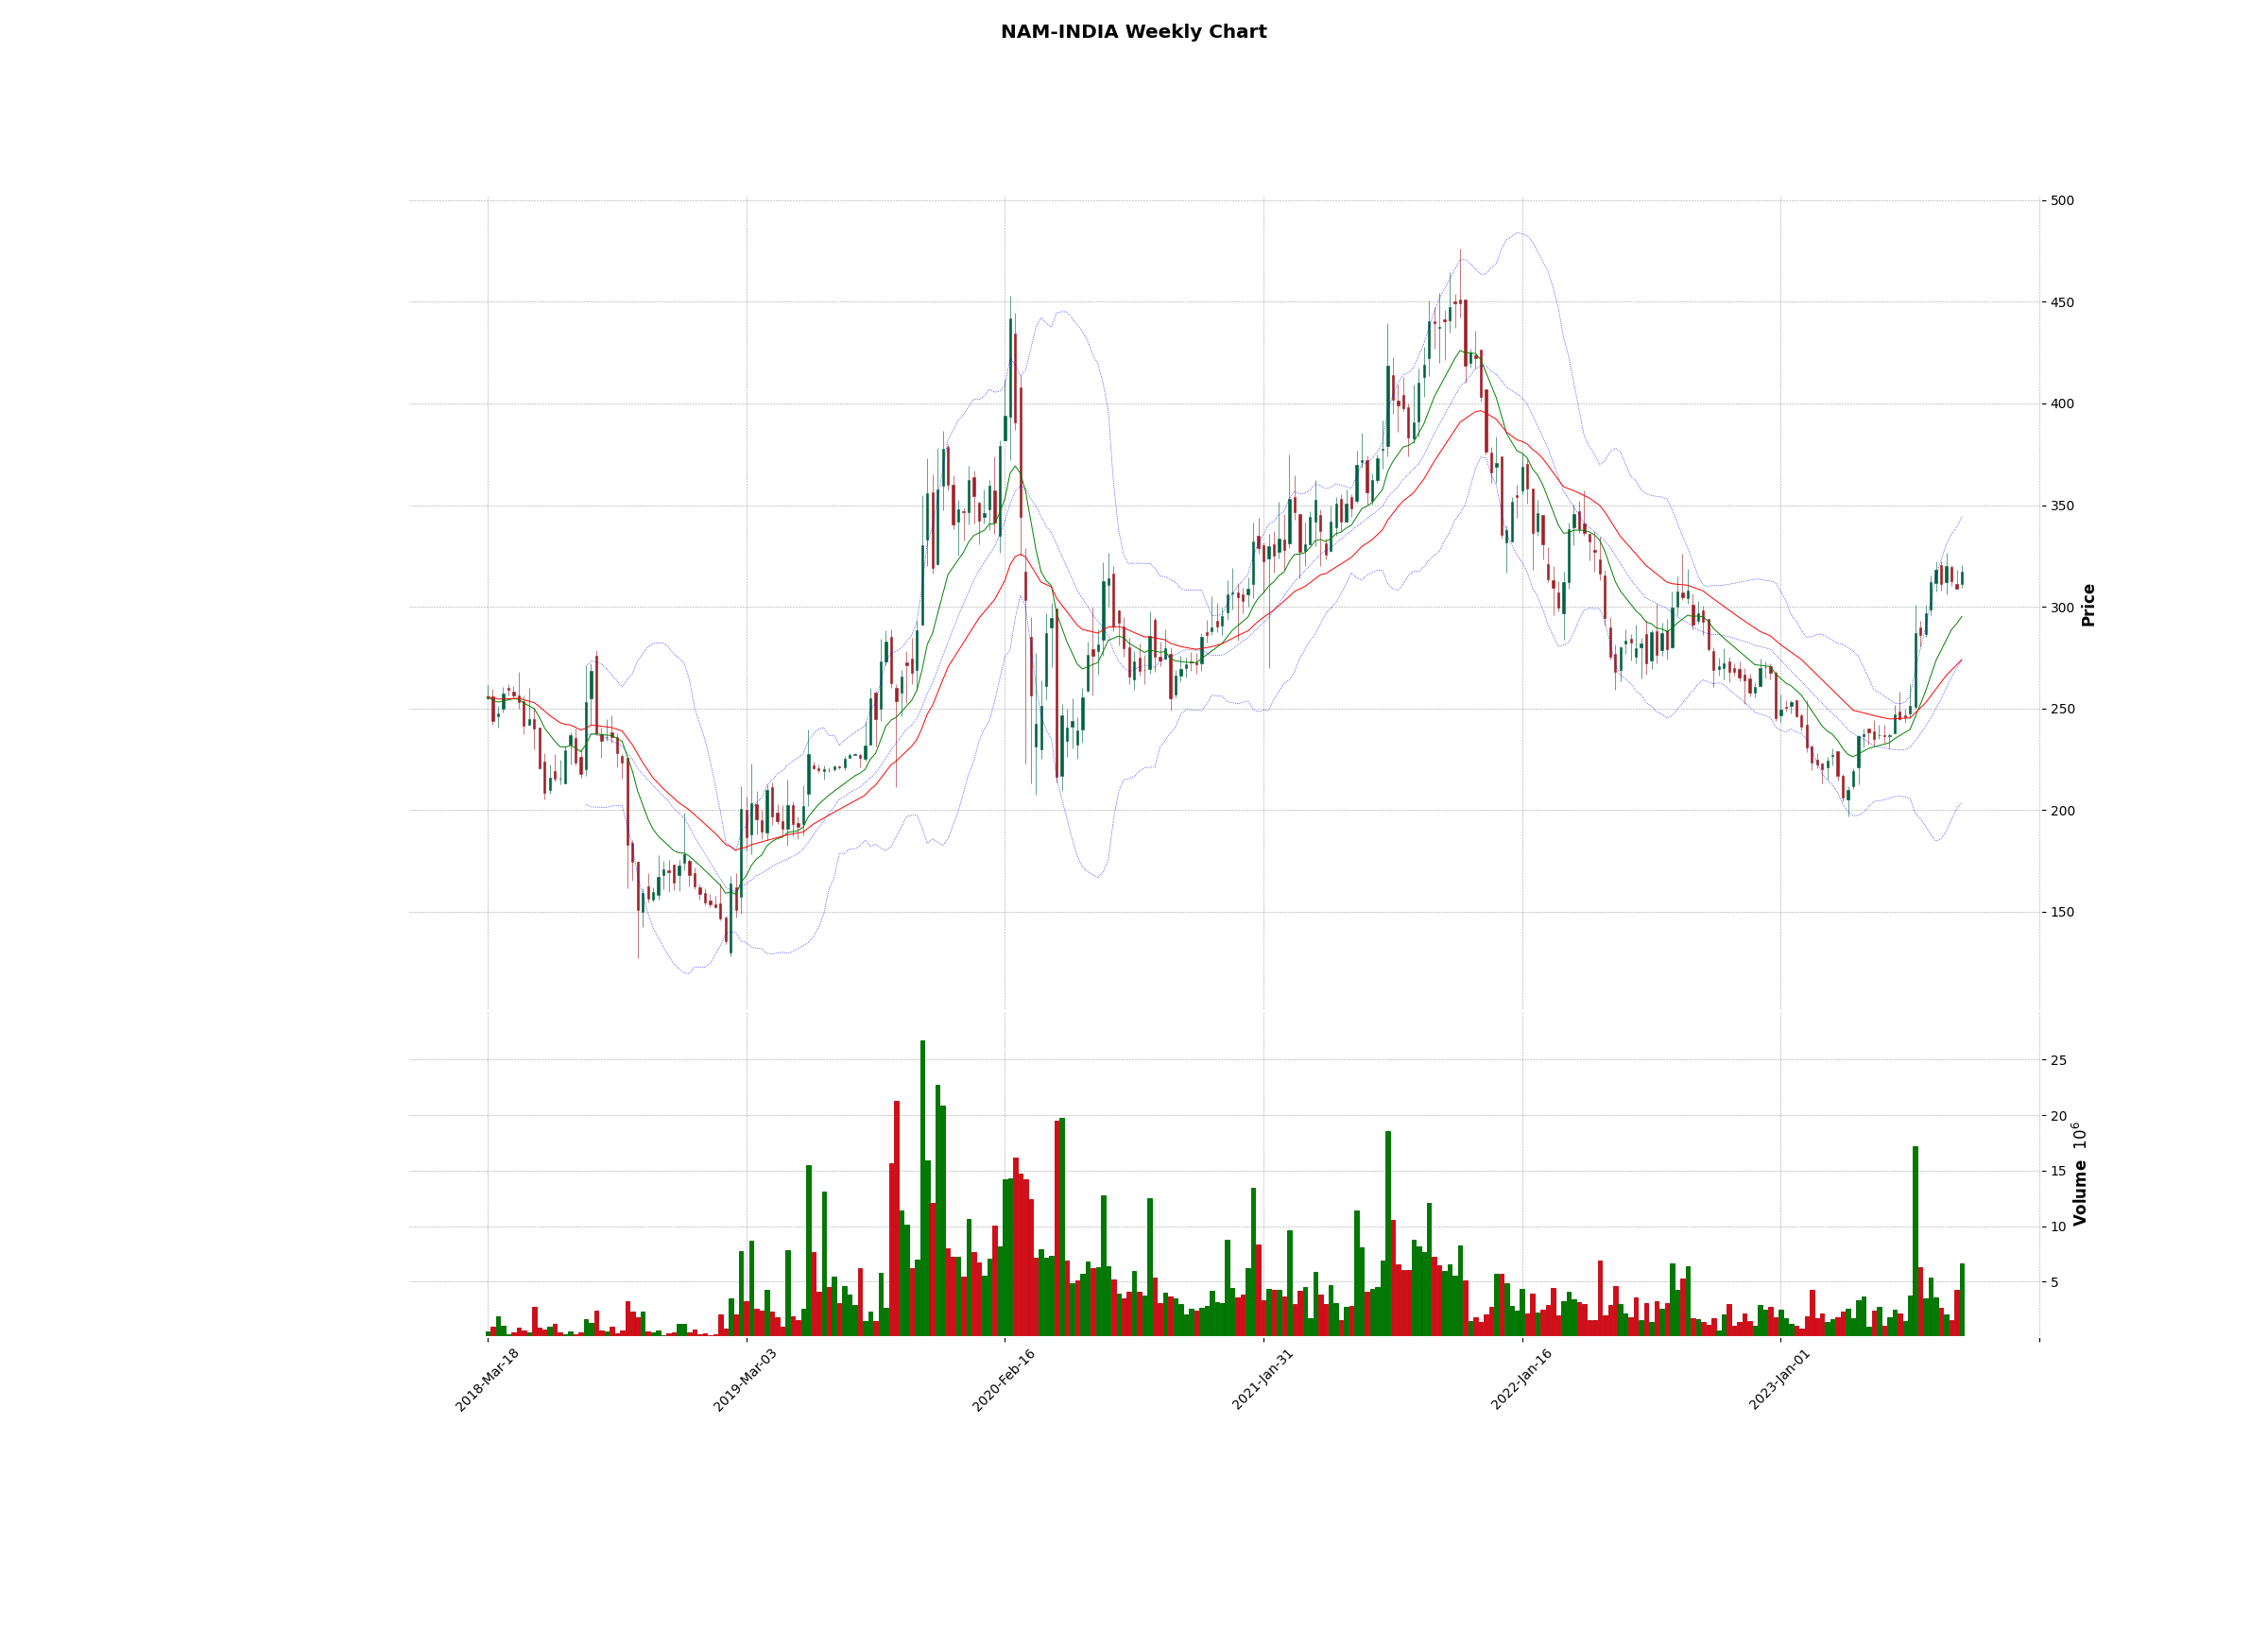 NAM-INDIA Weekly Chart
500
450
400
350
300
250
200
150
Price
25
20
15
10
5
Volume 10^6
2018-Mar-18
2019-Mar-03
2020-Feb-16
2021-Jan-31
2022-Jan-16
2023-Jan-01